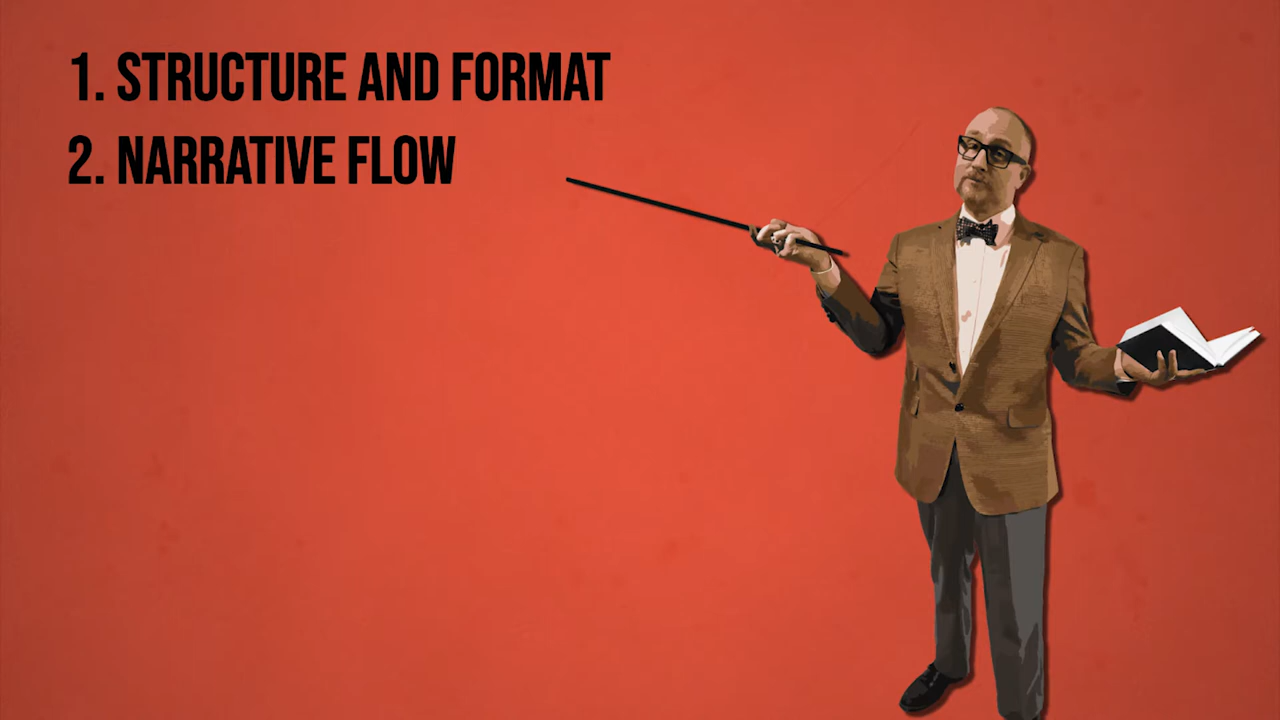 1. STRUCTURE AND FORMAT
2. NARRATIVE FLOW